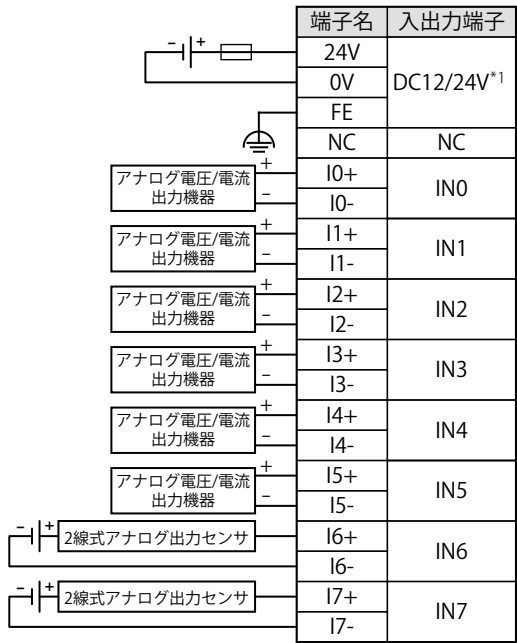 端子名 入出力端子
- + 24V
0V DC12/24V*1
FE
NC NC
アナログ電圧/電流
出力機器
+ I0+
- I0-
IN0
アナログ電圧/電流
出力機器
+ I1+
- I1-
IN1
アナログ電圧/電流
出力機器
+ I2+
- I2-
IN2
アナログ電圧/電流
出力機器
+ I3+
- I3-
IN3
アナログ電圧/電流
出力機器
+ I4+
- I4-
IN4
アナログ電圧/電流
出力機器
+ I5+
- I5-
IN5
- + 2線式アナログ出力センサ I6+
I6-
IN6
- + 2線式アナログ出力センサ I7+
I7-
IN7